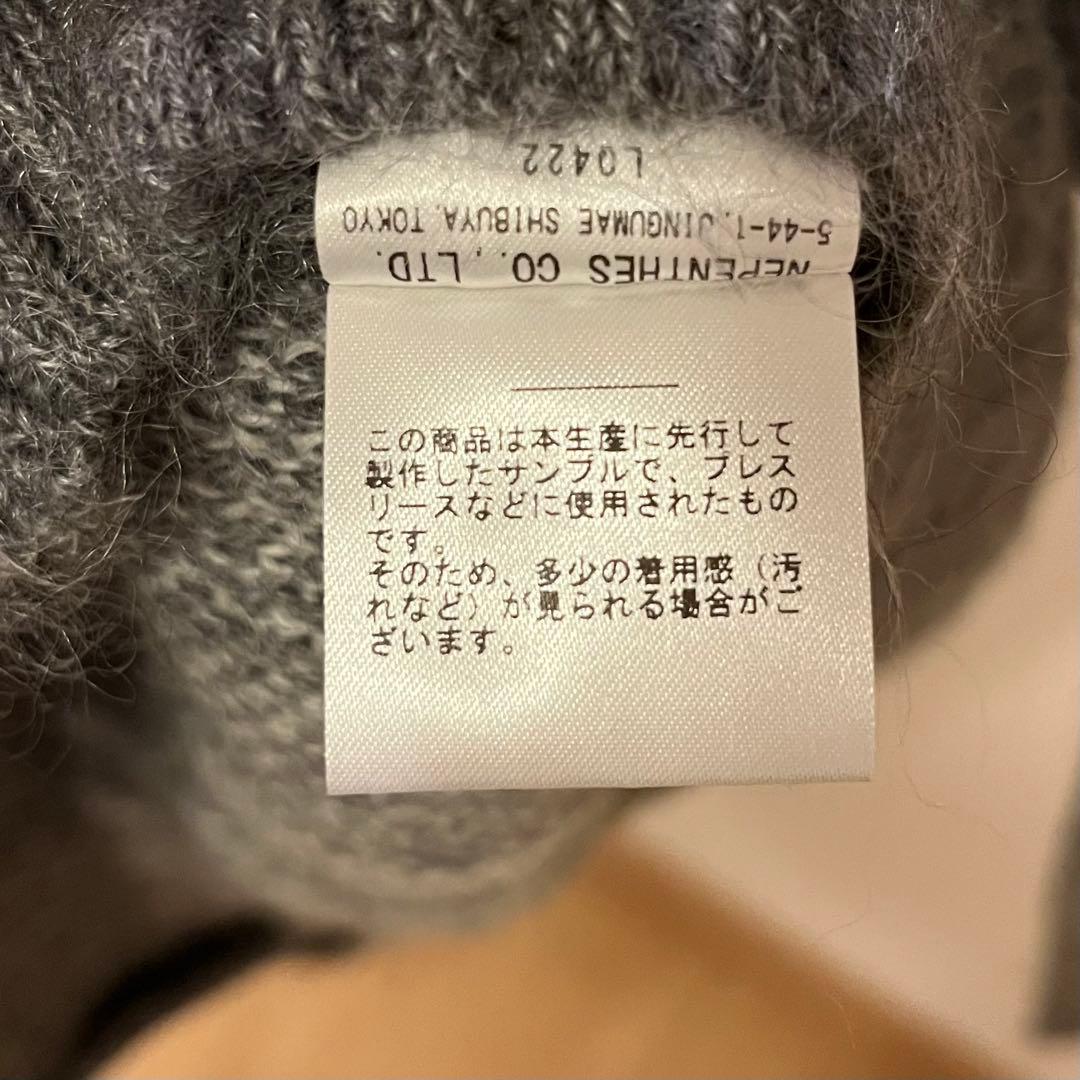 NEPENTHES CO., LTD.
5-44-1, JINGUMAE SHIBUYA, TOKYO
L0422
この商品は本生産に先行して
製作したサンプルで、プレス
リースなどに使用されたもの
です。
そのため、多少の着用感（汚
れなど）が見られる場合がご
ざいます。